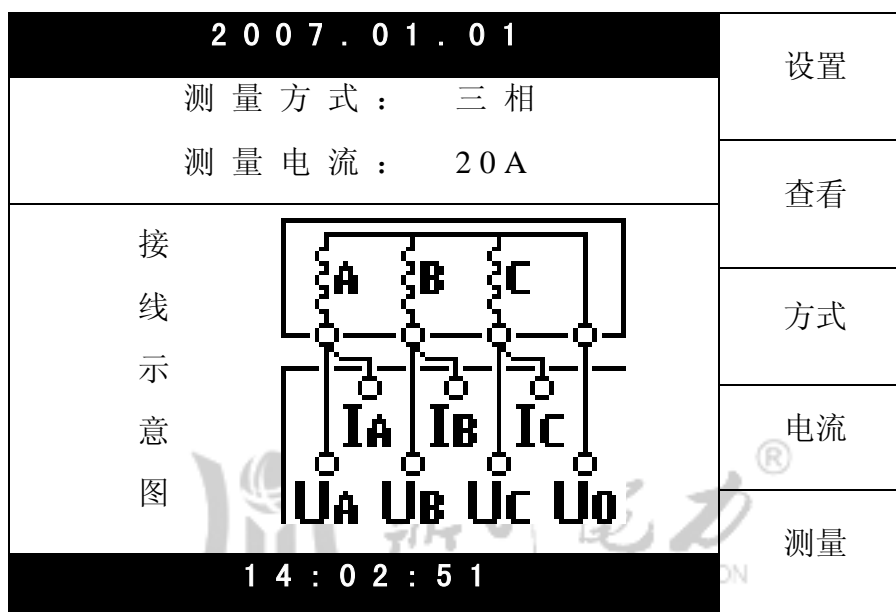 2007.01.01
测量方式： 三相
测量电流： 20A
接线示意图
A B C
IA IB IC
UA UB UC U0
14:02:51
设置
查看
方式
电流
测量
®